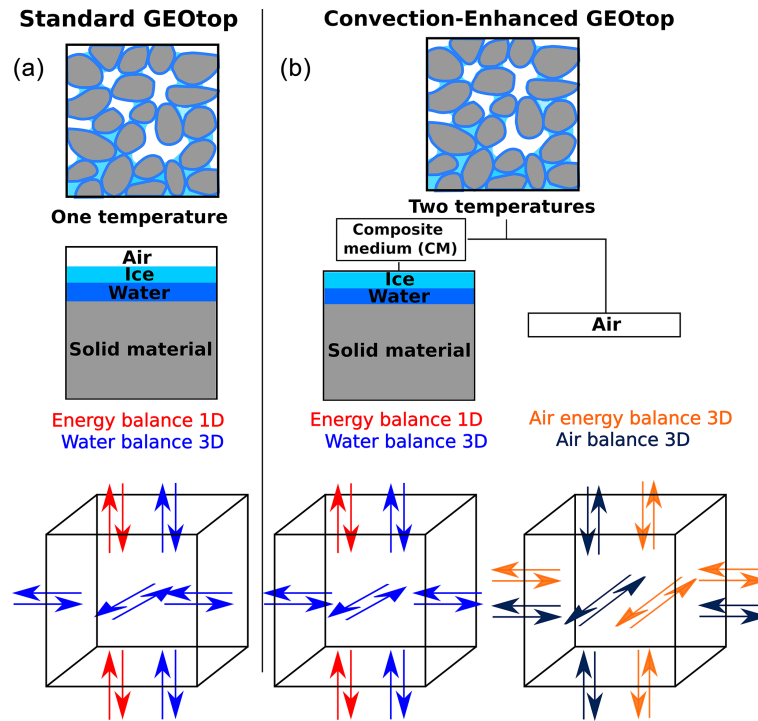 Standard GEOtop
Convection-Enhanced GEOtop
(a)
(b)
One temperature
Two temperatures
Composite
medium (CM)
Air
Ice
Water
Solid material
Ice
Water
Solid material
Air
Energy balance 1D
Water balance 3D
Energy balance 1D
Water balance 3D
Air energy balance 3D
Air balance 3D